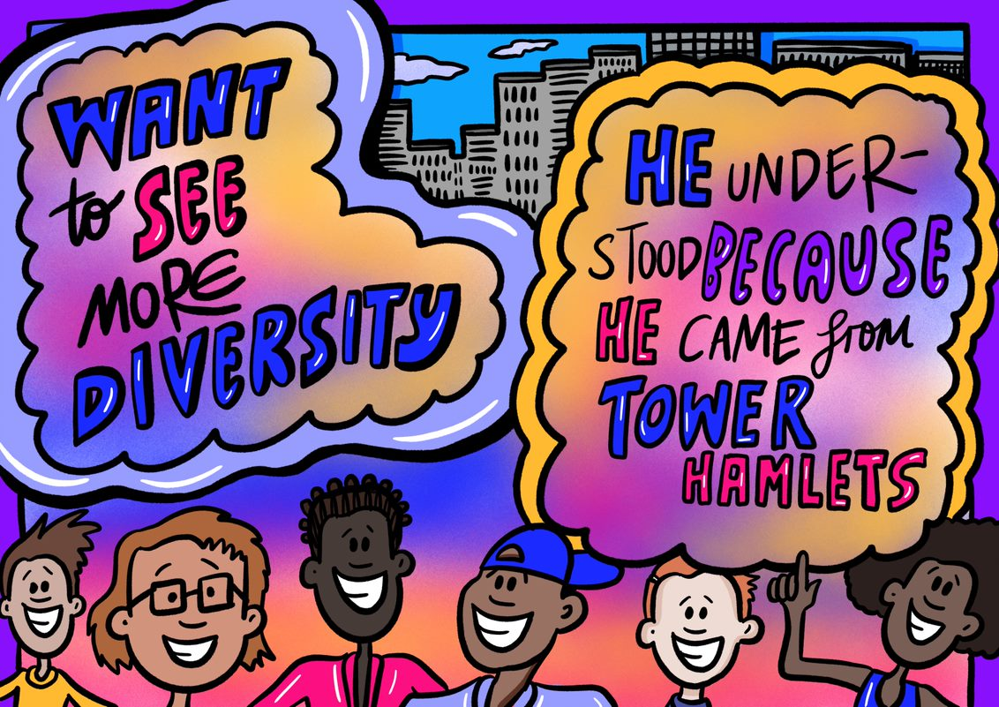 WANT
to SEE
MORE
DIVERSITY
HE UNDER-
STOOD BECAUSE
HE CAME from
TOWER
HAMLETS